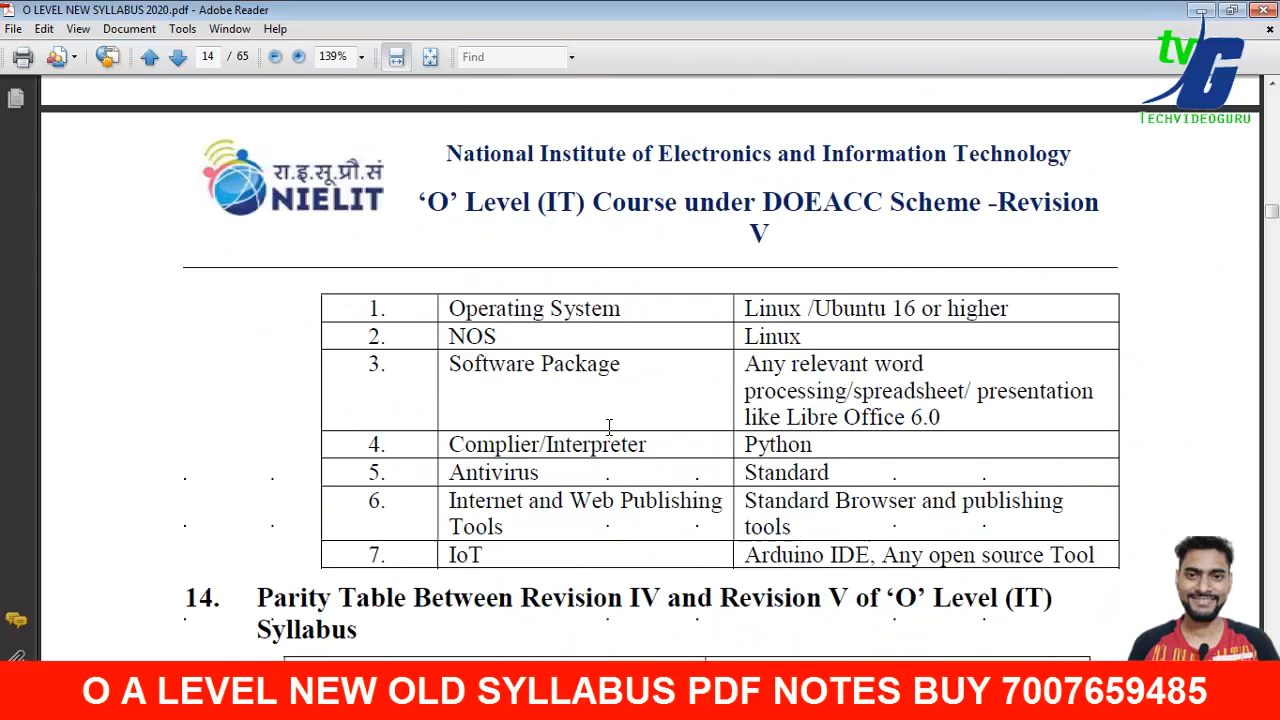 O LEVEL NEW SYLLABUS 2020.pdf - Adobe Reader
File Edit View Document Tools Window Help
14 / 65 139% Find
tv G
TECHVIDEOGURU
रा.इ.सू.प्रौ.सं
NIELIT
National Institute of Electronics and Information Technology
‘O’ Level (IT) Course under DOEACC Scheme -Revision
V
1. Operating System Linux /Ubuntu 16 or higher
2. NOS Linux
3. Software Package Any relevant word
processing/spreadsheet/ presentation
like Libre Office 6.0
4. Complier/Interpreter Python
5. Antivirus Standard
6. Internet and Web Publishing Standard Browser and publishing
Tools tools
7. IoT Arduino IDE, Any open source Tool
14. Parity Table Between Revision IV and Revision V of ‘O’ Level (IT)
Syllabus
O A LEVEL NEW OLD SYLLABUS PDF NOTES BUY 7007659485